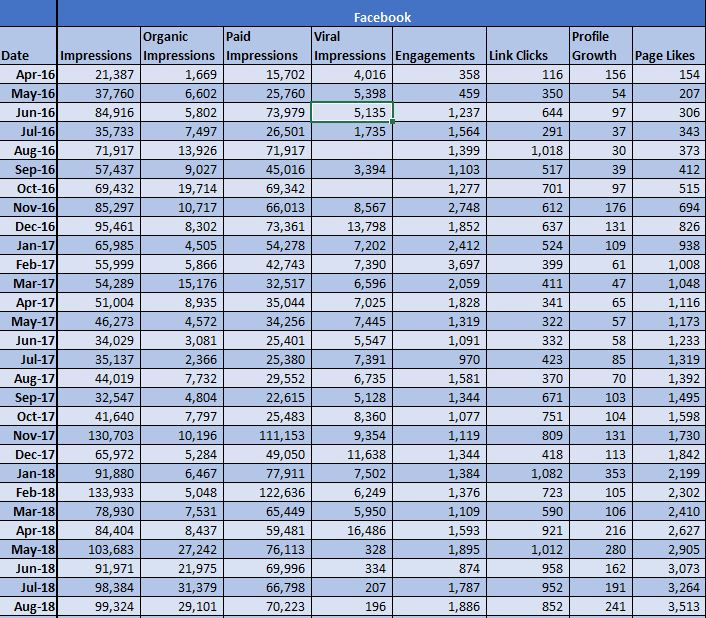 Facebook
Organic Paid Viral Profile
Date Impressions Impressions Impressions Impressions Engagements Link Clicks Growth Page Likes
Apr-16 21,387 1,669 15,702 4,016 358 116 156 154
May-16 37,760 6,602 25,760 5,398 459 350 54 207
Jun-16 84,916 5,802 73,979 5,135 1,237 644 97 306
Jul-16 35,733 7,497 26,501 1,735 1,564 291 37 343
Aug-16 71,917 13,926 71,917 1,399 1,018 30 373
Sep-16 57,437 9,027 45,016 3,394 1,103 517 39 412
Oct-16 69,432 19,714 69,342 1,277 701 97 515
Nov-16 85,297 10,717 66,013 8,567 2,748 612 176 694
Dec-16 95,461 8,302 73,361 13,798 1,852 637 131 826
Jan-17 65,985 4,505 54,278 7,202 2,412 524 109 938
Feb-17 55,999 5,866 42,743 7,390 3,697 399 61 1,008
Mar-17 54,289 15,176 32,517 6,596 2,059 411 47 1,048
Apr-17 51,004 8,935 35,044 7,025 1,828 341 65 1,116
May-17 46,273 4,572 34,256 7,445 1,319 322 57 1,173
Jun-17 34,029 3,081 25,401 5,547 1,091 332 58 1,233
Jul-17 35,137 2,366 25,380 7,391 970 423 85 1,319
Aug-17 44,019 7,732 29,552 6,735 1,581 370 70 1,392
Sep-17 32,547 4,804 22,615 5,128 1,344 671 103 1,495
Oct-17 41,640 7,797 25,483 8,360 1,077 751 104 1,598
Nov-17 130,703 10,196 111,153 9,354 1,119 809 131 1,730
Dec-17 65,972 5,284 49,050 11,638 1,344 418 113 1,842
Jan-18 91,880 6,467 77,911 7,502 1,384 1,082 353 2,199
Feb-18 133,933 5,048 122,636 6,249 1,376 723 105 2,302
Mar-18 78,930 7,531 65,449 5,950 1,109 590 106 2,410
Apr-18 84,404 8,437 59,481 16,486 1,593 921 216 2,627
May-18 103,683 27,242 76,113 328 1,895 1,012 280 2,905
Jun-18 91,971 21,975 69,996 334 874 958 162 3,073
Jul-18 98,384 31,379 66,798 207 1,787 952 191 3,264
Aug-18 99,324 29,101 70,223 196 1,886 852 241 3,513